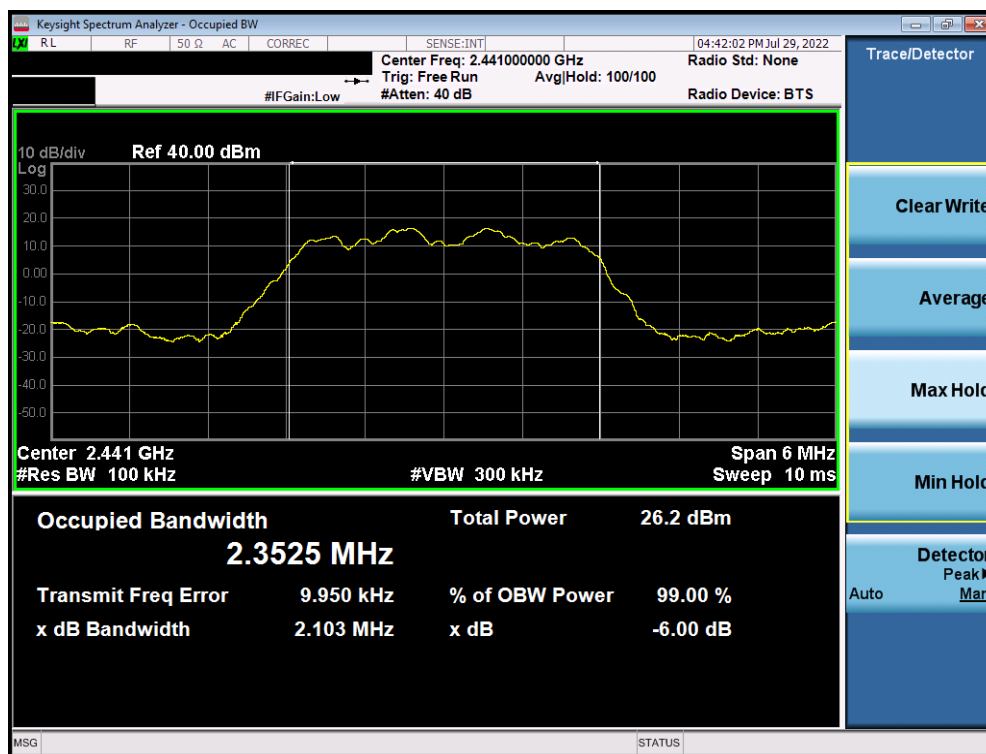 Keysight Spectrum Analyzer - Occupied BW
LXI RL RF 50 Ω AC CORREC SENSE:INT 04:42:02 PM Jul 29, 2022
Center Freq: 2.441000000 GHz Radio Std: None
Trig: Free Run Avg|Hold: 100/100
#IFGain:Low #Atten: 40 dB Radio Device: BTS
Trace/Detector
10 dB/div Ref 40.00 dBm
Log
30.0
20.0
10.0
0.00
-10.0
-20.0
-30.0
-40.0
-50.0
Center 2.441 GHz Span 6 MHz
#Res BW 100 kHz #VBW 300 kHz Sweep 10 ms
Occupied Bandwidth Total Power 26.2 dBm
2.3525 MHz
Transmit Freq Error 9.950 kHz % of OBW Power 99.00 %
x dB Bandwidth 2.103 MHz x dB -6.00 dB
Clear Write
Average
Max Hold
Min Hold
Detector
Peak
Auto Man
MSG STATUS